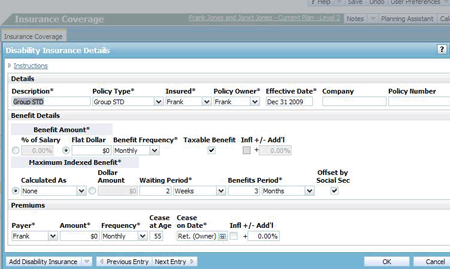 Help Save Undo User Preferences
Insurance Coverage Frank Jones and Janet Jones - Current Plan - Level 2 Notes Planning Assistant Cal
Insurance Coverage
Disability Insurance Details ?
Instructions
Details
Description* Policy Type* Insured* Policy Owner* Effective Date* Company Policy Number
Group STD Group STD Frank Frank Dec 31 2009
Benefit Details
Benefit Amount*
% of Salary Flat Dollar Benefit Frequency* Taxable Benefit Infl +/- Add'l
0.00% $0 Monthly + 0.00%
Maximum Indexed Benefit*
Calculated As Dollar Amount Waiting Period* Benefits Period* Offset by Social Sec
None $0 2 Weeks 3 Months
Premiums
Payer* Amount* Frequency* Cease at Age Cease on Date* Infl +/- Add'l
Frank $0 Monthly 55 Ret. (Owner) + 0.00%
Add Disability Insurance Previous Entry Next Entry OK Cancel